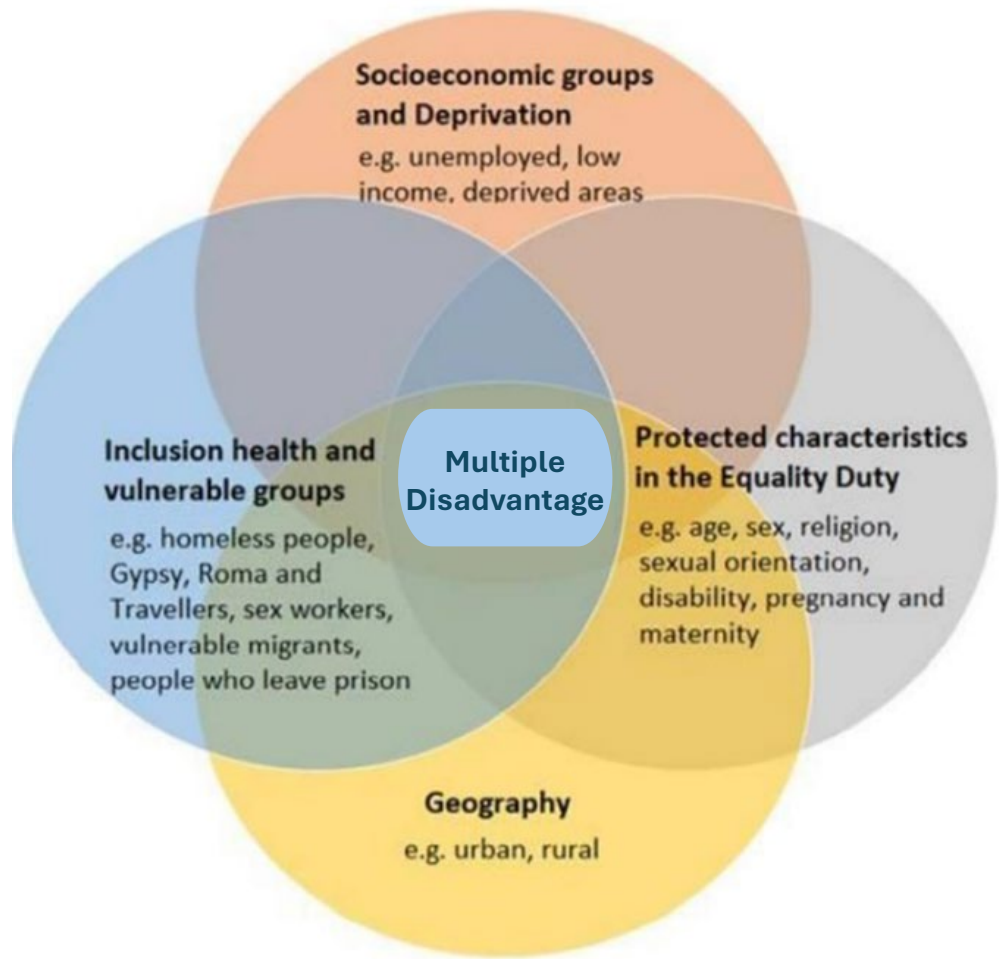 Socioeconomic groups
and Deprivation
e.g. unemployed, low
income, deprived areas
Inclusion health and
vulnerable groups
e.g. homeless people,
Gypsy, Roma and
Travellers, sex workers,
vulnerable migrants,
people who leave prison
Multiple
Disadvantage
Protected characteristics
in the Equality Duty
e.g. age, sex, religion,
sexual orientation,
disability, pregnancy and
maternity
Geography
e.g. urban, rural